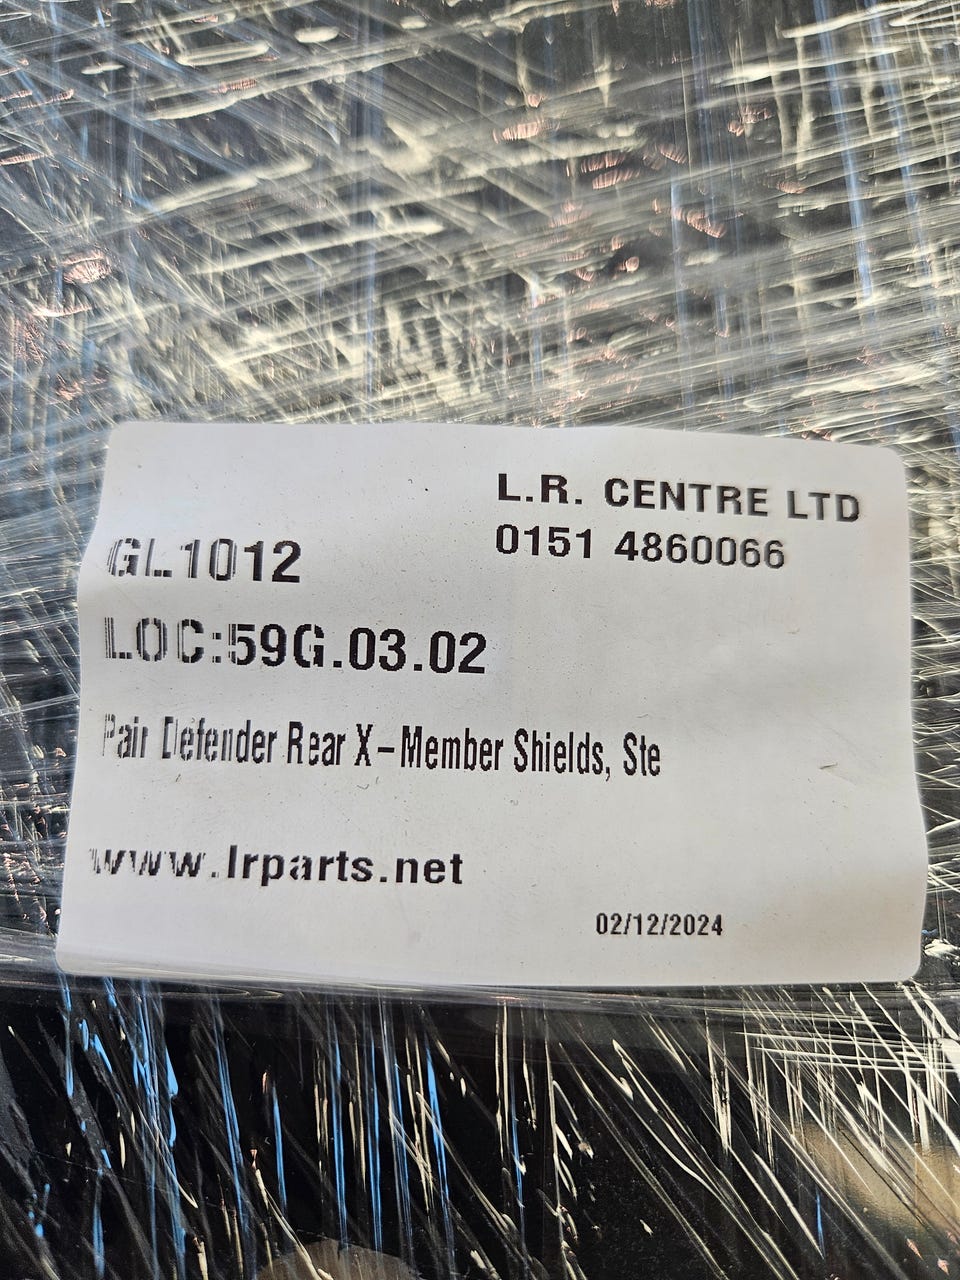 L.R. CENTRE LTD
0151 4860066
GL1012
LOC:59G.03.02
Pair Defender Rear X-Member Shields, Ste
www.lrparts.net
02/12/2024